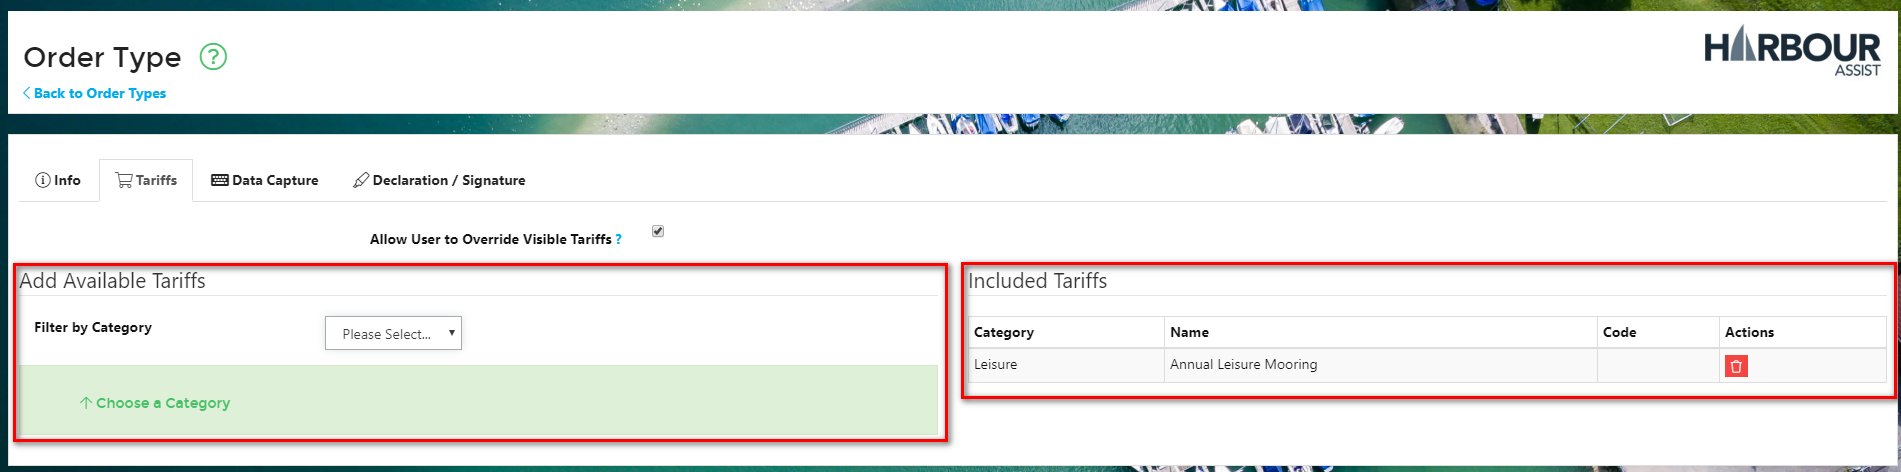 Order Type ?
Back to Order Types
HARBOUR
ASSIST
Info
Tariffs
Data Capture
Declaration / Signature
Allow User to Override Visible Tariffs ?
Add Available Tariffs
Filter by Category
Please Select...
Choose a Category
Included Tariffs
Category Name Code Actions
Leisure Annual Leisure Mooring